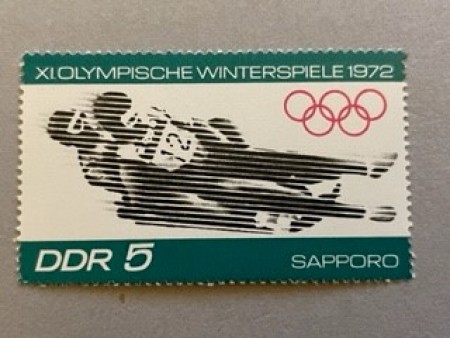 XI. OLYMPISCHE WINTERSPIELE 1972
12
DDR 5
SAPPORO